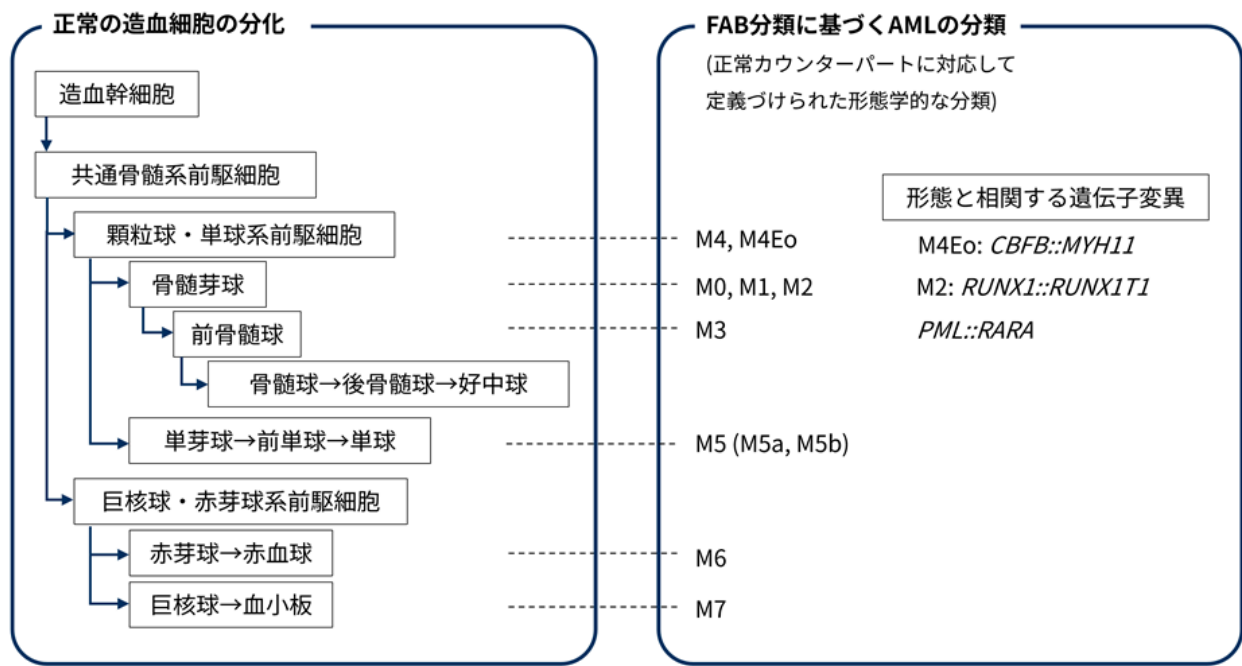 正常の造血細胞の分化
造血幹細胞
共通骨髄系前駆細胞
顆粒球・単球系前駆細胞
骨髄芽球
前骨髄球
骨髄球→後骨髄球→好中球
単芽球→前単球→単球
巨核球・赤芽球系前駆細胞
赤芽球→赤血球
巨核球→血小板
FAB分類に基づくAMLの分類
(正常カウンターパートに対応して
定義づけられた形態学的な分類)
形態と相関する遺伝子変異
M4, M4Eo
M4Eo: CBFB::MYH11
M0, M1, M2
M2: RUNX1::RUNX1T1
M3
PML::RARA
M5 (M5a, M5b)
M6
M7